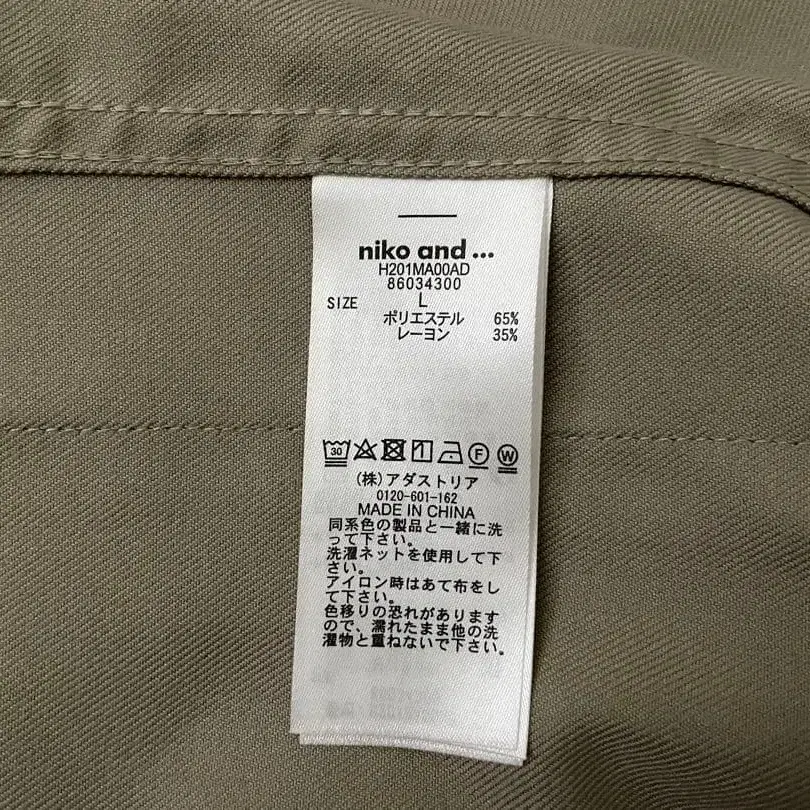 niko and ...
H201MA00AD
86034300
SIZE L
ポリエステル 65%
レーヨン 35%
30 F W
(株)アダストリア
0120-601-162
MADE IN CHINA
同系色の製品と一緒に洗
って下さい。
洗濯ネットを使用して下
さい。
アイロン時はあて布をし
て下さい。
色移りの恐れがあります
ので、濡れたまま他の洗
濯物と重ねないで下さい。